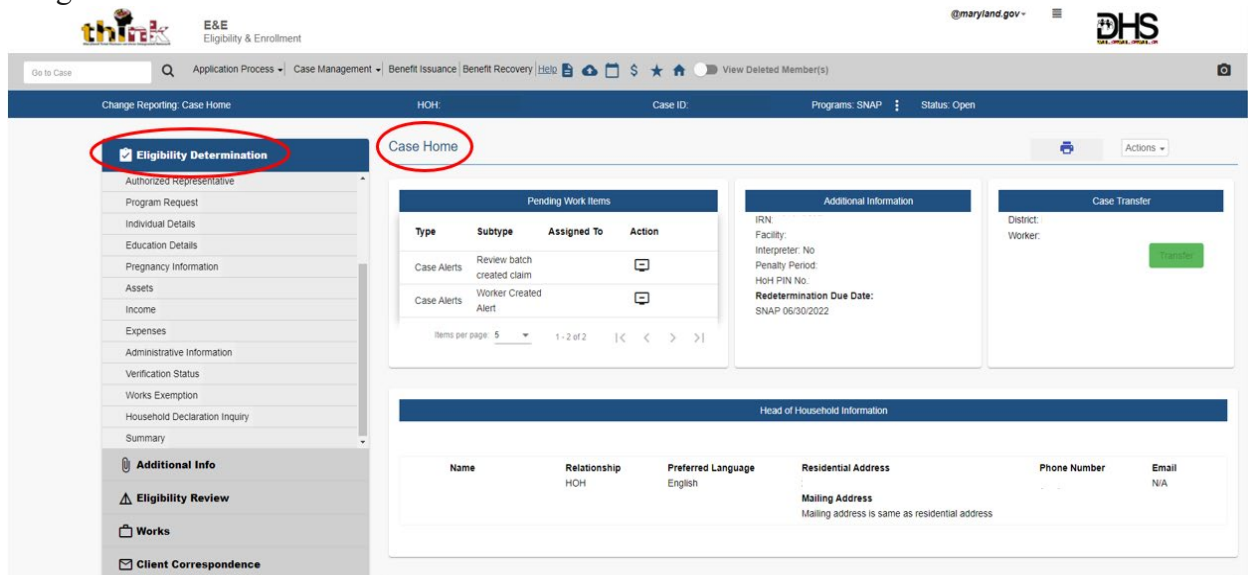 think
E&E
Eligibility & Enrollment
@maryland.gov
DHS
Go to Case
Application Process
Case Management
Benefit Issuance
Benefit Recovery
Help
View Deleted Member(s)
Change Reporting: Case Home
HOH:
Case ID:
Programs: SNAP
Status: Open
Eligibility Determination
Authorized Representative
Program Request
Individual Details
Education Details
Pregnancy Information
Assets
Income
Expenses
Administrative Information
Verification Status
Works Exemption
Household Declaration Inquiry
Summary
Additional Info
Eligibility Review
Works
Client Correspondence
Case Home
Actions
Pending Work Items
Type Subtype Assigned To Action
Case Alerts Review batch
created claim
Case Alerts Worker Created
Alert
Items per page: 5 1 - 2 of 2
Additional Information
IRN:
Facility:
Interpreter: No
Penalty Period:
HoH PIN No.
Redetermination Due Date:
SNAP 06/30/2022
Case Transfer
District:
Worker:
Transfer
Head of Household Information
Name Relationship Preferred Language Residential Address Phone Number Email
HOH English N/A
Mailing Address
Mailing address is same as residential address